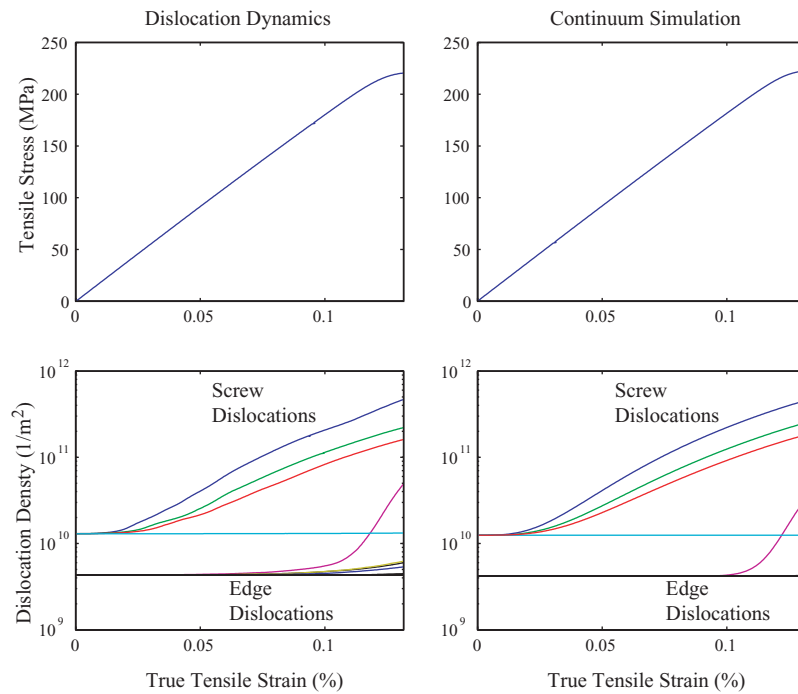 Dislocation Dynamics
Continuum Simulation
Tensile Stress (MPa)
250
200
150
100
50
0
0
0.05
0.1
250
200
150
100
50
0
0
0.05
0.1
Dislocation Densty (1/m²)
10¹²
10¹¹
10¹⁰
10⁹
Screw
Dislocations
Edge
Dislocations
0
0.05
0.1
True Tensile Strain (%)
10¹²
10¹¹
10¹⁰
10⁹
Screw
Dislocations
Edge
Dislocations
0
0.05
0.1
True Tensile Strain (%)